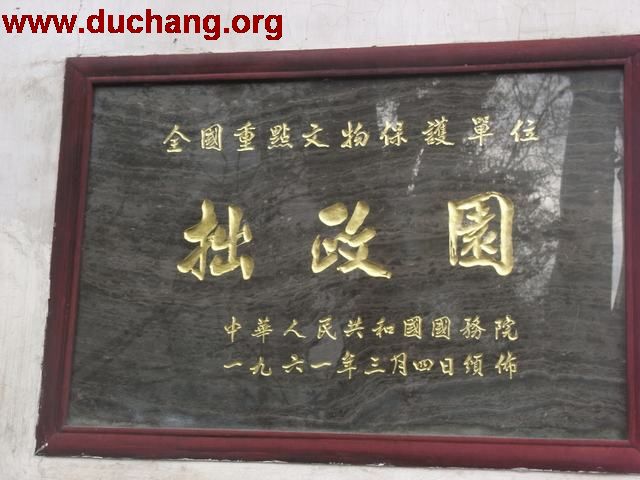 www.duchang.org
全國重點文物保護單位
拙政園
中華人民共和國國務院
一九六一年三月四日頒佈